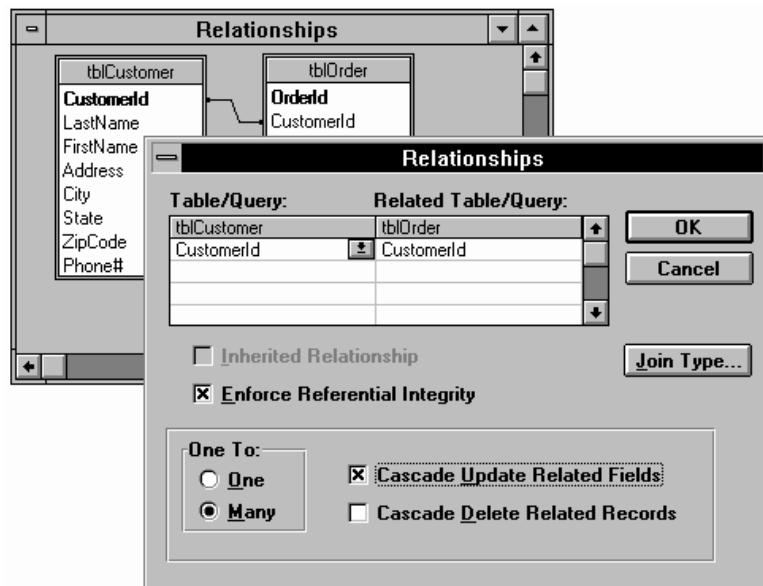 Relationships
tblCustomer
CustomerId
LastName
FirstName
Address
City
State
ZipCode
Phone#
tblOrder
OrderId
CustomerId
Relationships
Table/Query: Related Table/Query:
tblCustomer tblOrder
CustomerId CustomerId
OK
Cancel
Inherited Relationship
Join Type...
Enforce Referential Integrity
One To:
One
Many
Cascade Update Related Fields
Cascade Delete Related Records